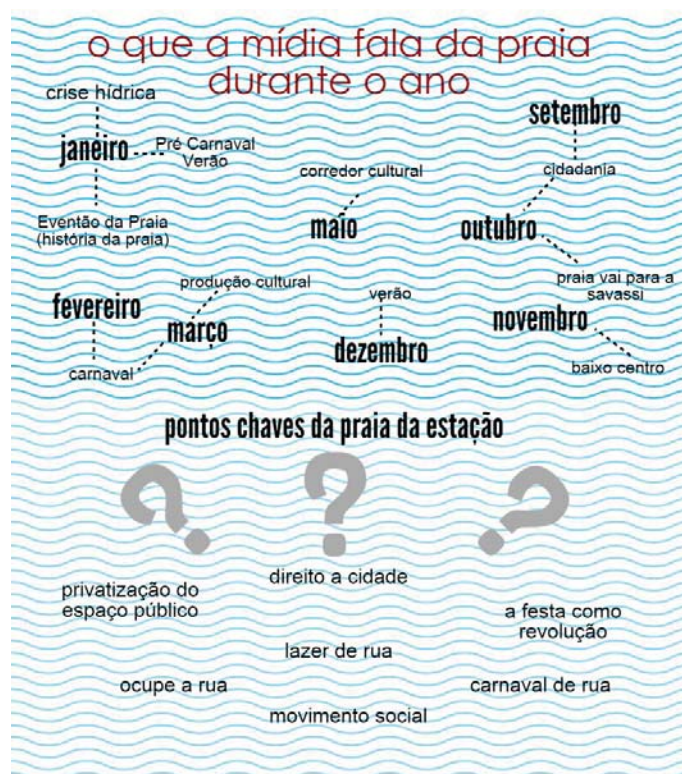 o que a mídia fala da praia
durante o ano
crise hídrica
janeiro
Pré Carnaval
Verão
Eventão da Praia
(história da praia)
corredor cultural
maio
setembro
cidadania
outubro
praia vai para a
savassi
fevereiro
carnaval
produção cultural
março
verão
dezembro
novembro
baixo centro
pontos chaves da praia da estação
? ? ?
privatização do
espaço público
direito a cidade
a festa como
revolução
lazer de rua
ocupe a rua
carnaval de rua
movimento social